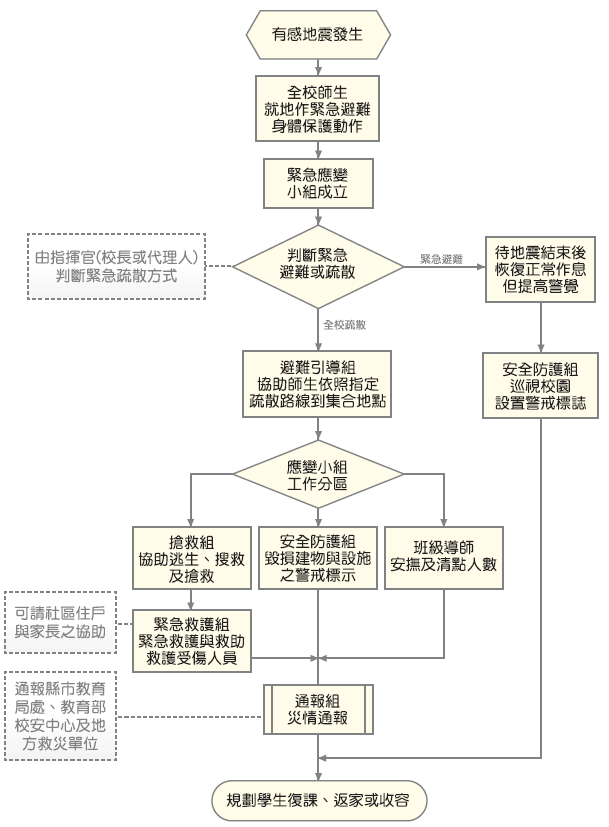 有感地震發生
全校師生
就地作緊急避難
身體保護動作
緊急應變
小組成立
由指揮官(校長或代理人)
判斷緊急疏散方式
判斷緊急
避難或疏散
緊急避難
待地震結束後
恢復正常作息
但提高警覺
全校疏散
避難引導組
協助師生依照指定
疏散路線到集合地點
安全防護組
巡視校園
設置警戒標誌
應變小組
工作分區
搶救組
協助逃生、搜救
及搶救
安全防護組
毀損建物與設施
之警戒標示
班級導師
安撫及清點人數
可請社區住戶
與家長之協助
緊急救護組
緊急救護與救助
救護受傷人員
通報縣市教育
局處、教育部
校安中心及地
方救災單位
通報組
災情通報
規劃學生復課、返家或收容